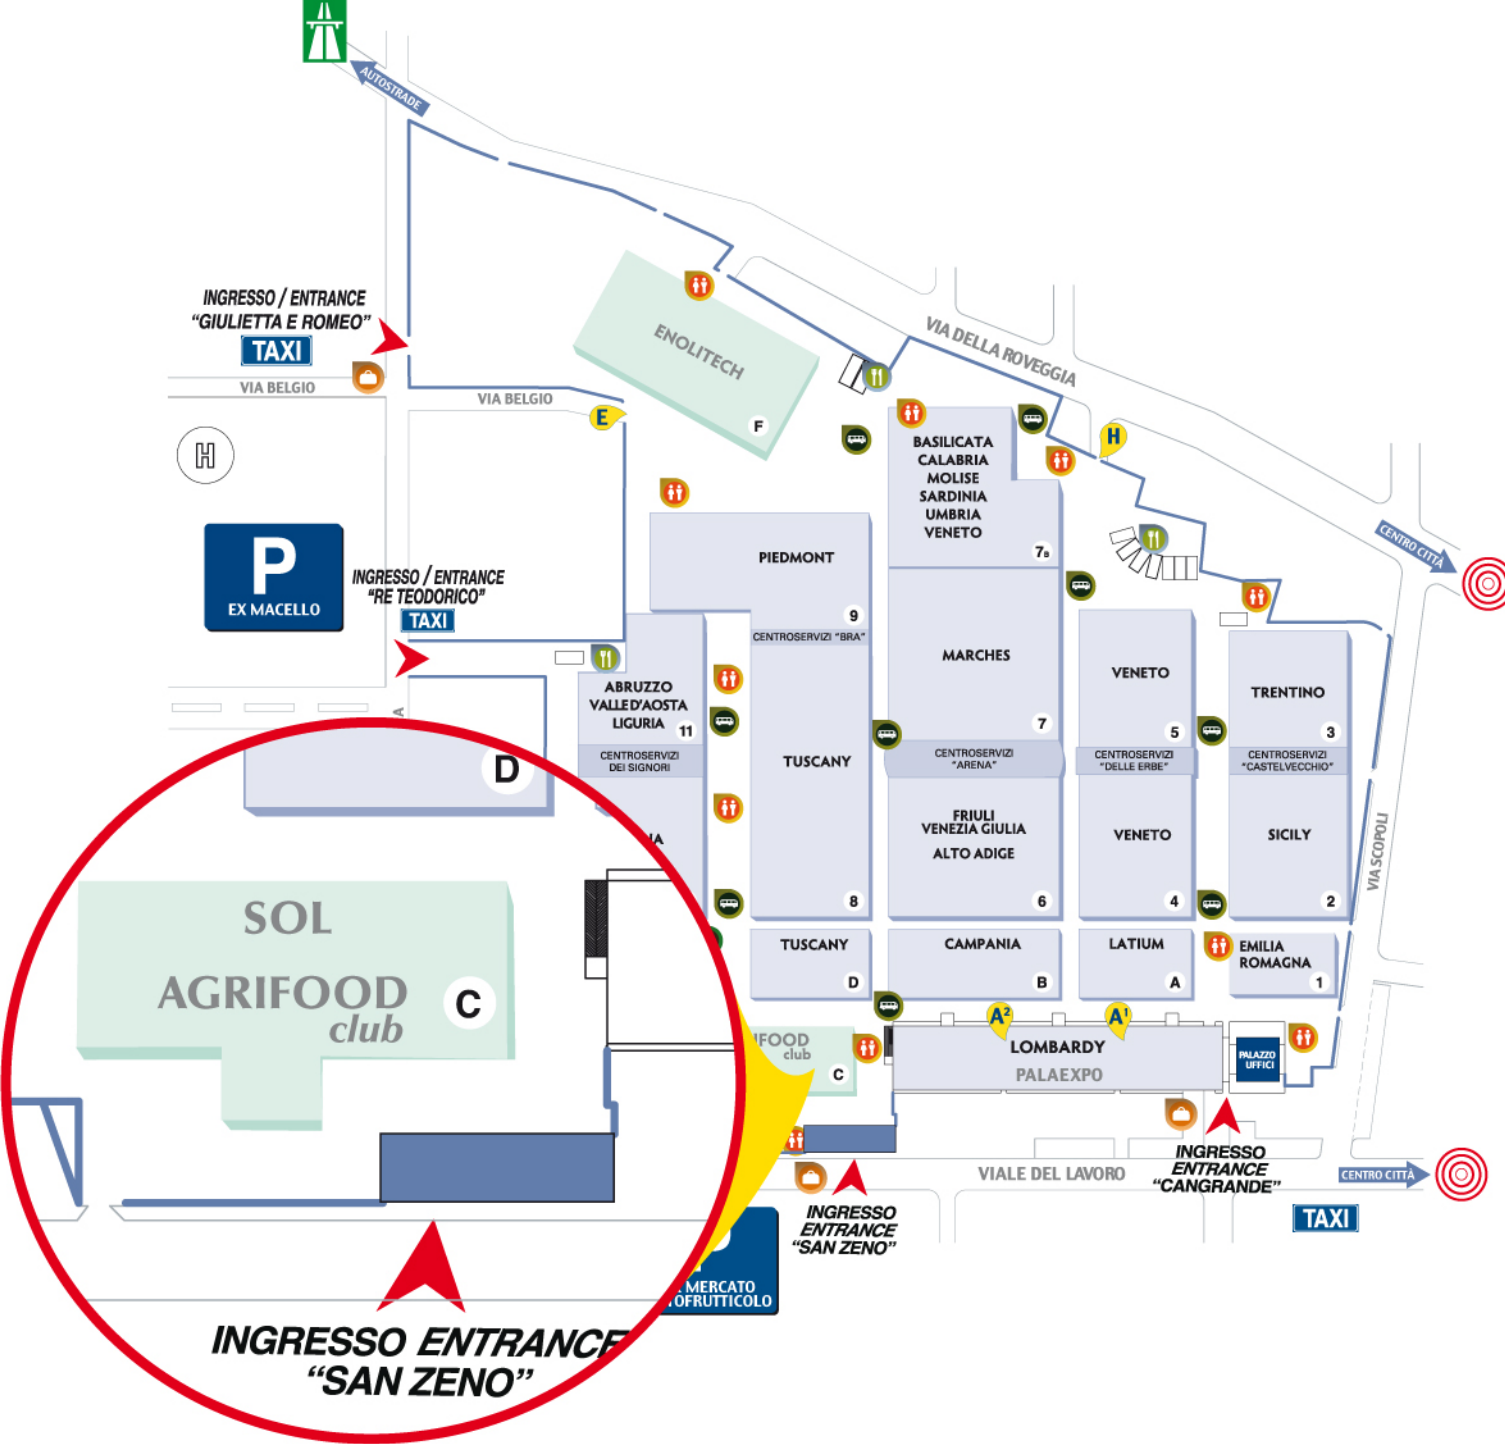 AUTOSTRADE
INGRESSO / ENTRANCE
“GIULIETTA E ROMEO”
TAXI
VIA BELGIO
VIA BELGIO
E
H
P
EX MACELLO
INGRESSO / ENTRANCE
“RE TEODORICO”
TAXI
ENOLITECH
F
VIA DELLA ROVEGGIA
H
CENTRO CITTÀ
BASILICATA
CALABRIA
MOLISE
SARDINIA
UMBRIA
VENETO
7B
PIEDMONT
9
CENTROSERVIZI “BRA”
MARCHES
7
VENETO
5
TRENTINO
3
ABRUZZO
VALLE D'AOSTA
LIGURIA
11
CENTROSERVIZI
DEI SIGNORI
TUSCANY
8
CENTROSERVIZI
“ARENA”
CENTROSERVIZI
“DELLE ERBE”
CENTROSERVIZI
“CASTELVECCHIO”
FRIULI
VENEZIA GIULIA
ALTO ADIGE
6
VENETO
4
SICILY
2
VIA SCOPOLI
TUSCANY
D
CAMPANIA
B
LATIUM
A
EMILIA
ROMAGNA
1
A²
A¹
LOMBARDY
PALAEXPO
PALAZZO
UFFICI
IFOOD
club
C
VIALE DEL LAVORO
INGRESSO
ENTRANCE
“CANGRANDE”
CENTRO CITTÀ
TAXI
INGRESSO
ENTRANCE
“SAN ZENO”
MERCATO
OFRUTTICOLO
A
IA
D
SOL
AGRIFOOD
club
C
INGRESSO ENTRANCE
“SAN ZENO”